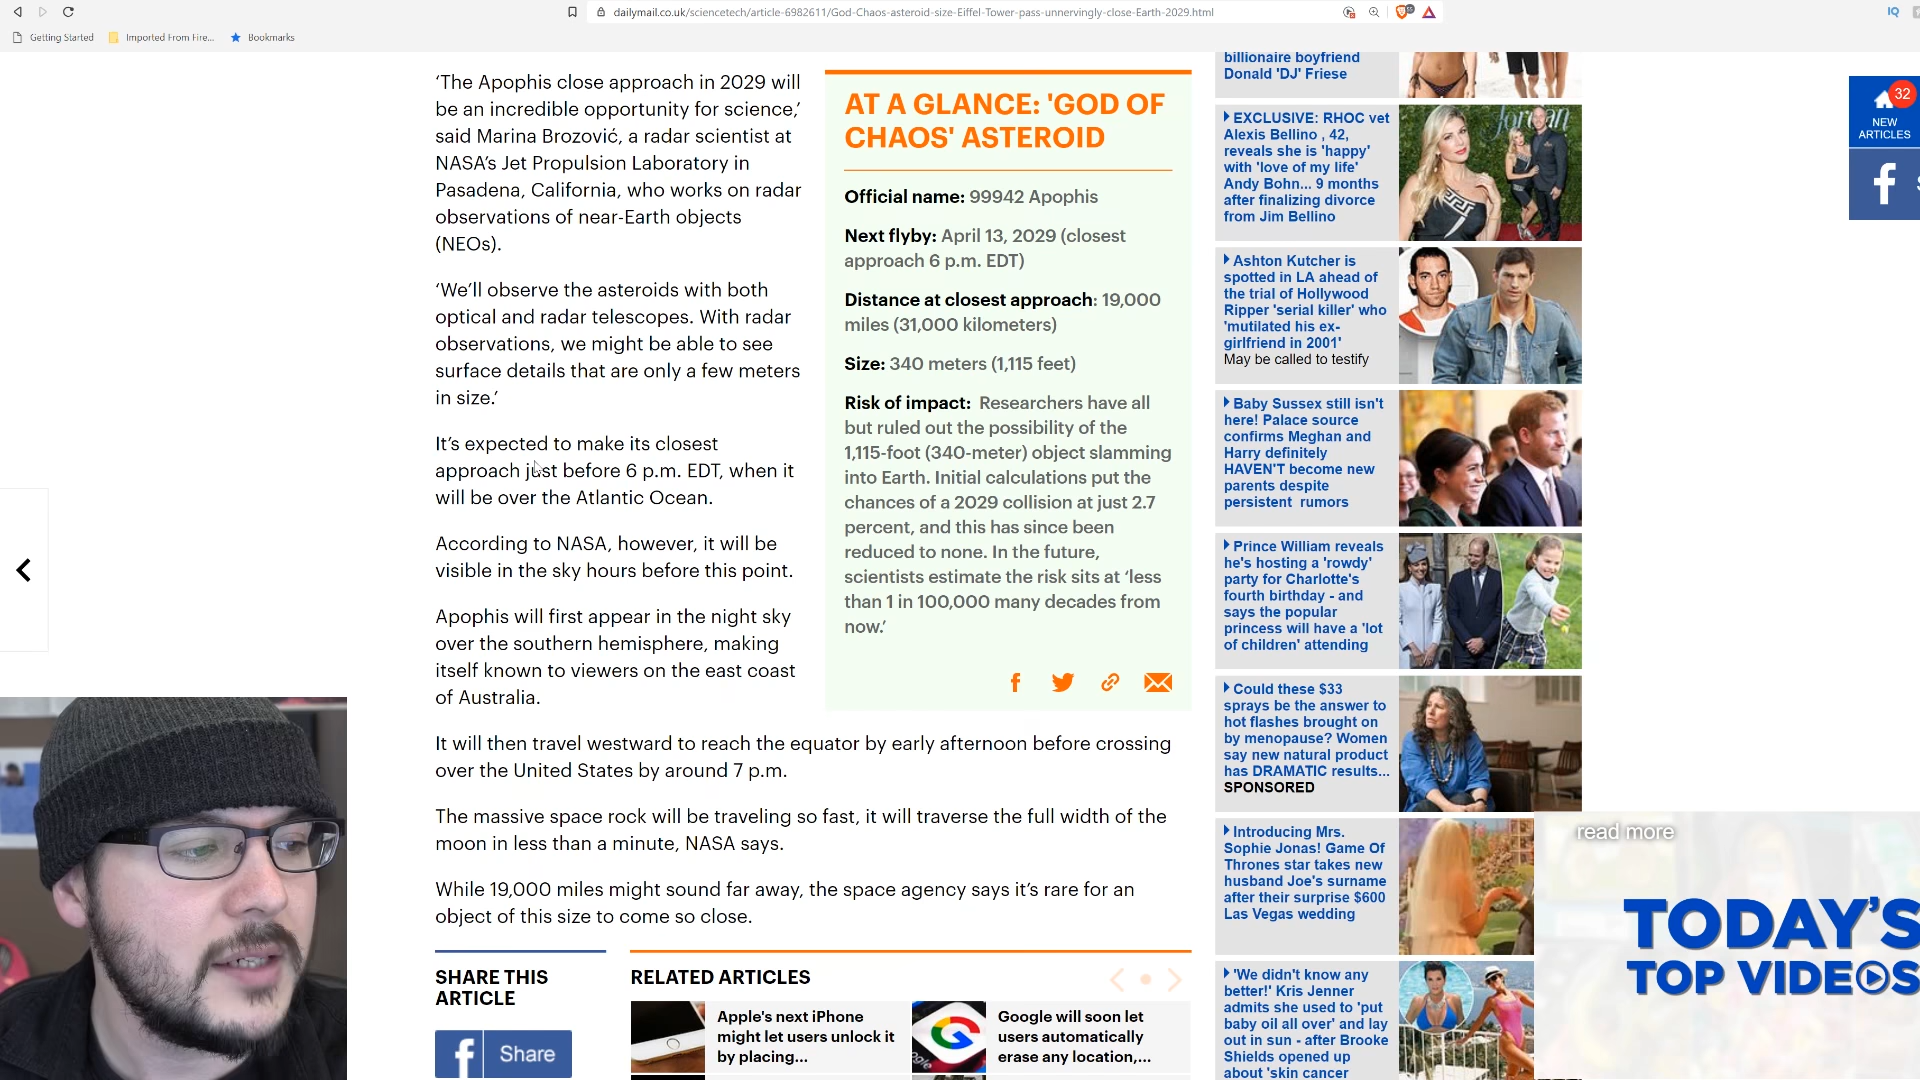 dailymail.co.uk/sciencetech/article-6982611/God-Chaos-asteroid-size-Eiffel-Tower-pass-unnervingly-close-Earth-2029.html
IQ
Getting Started
Imported From Fire...
Bookmarks
‘The Apophis close approach in 2029 will
be an incredible opportunity for science,’
said Marina Brozović, a radar scientist at
NASA’s Jet Propulsion Laboratory in
Pasadena, California, who works on radar
observations of near-Earth objects
(NEOs).
‘We’ll observe the asteroids with both
optical and radar telescopes. With radar
observations, we might be able to see
surface details that are only a few meters
in size.’
It’s expected to make its closest
approach just before 6 p.m. EDT, when it
will be over the Atlantic Ocean.
According to NASA, however, it will be
visible in the sky hours before this point.
Apophis will first appear in the night sky
over the southern hemisphere, making
itself known to viewers on the east coast
of Australia.
It will then travel westward to reach the equator by early afternoon before crossing
over the United States by around 7 p.m.
The massive space rock will be traveling so fast, it will traverse the full width of the
moon in less than a minute, NASA says.
While 19,000 miles might sound far away, the space agency says it’s rare for an
object of this size to come so close.
AT A GLANCE: 'GOD OF
CHAOS' ASTEROID
Official name: 99942 Apophis
Next flyby: April 13, 2029 (closest
approach 6 p.m. EDT)
Distance at closest approach: 19,000
miles (31,000 kilometers)
Size: 340 meters (1,115 feet)
Risk of impact: Researchers have all
but ruled out the possibility of the
1,115-foot (340-meter) object slamming
into Earth. Initial calculations put the
chances of a 2029 collision at just 2.7
percent, and this has since been
reduced to none. In the future,
scientists estimate the risk sits at ‘less
than 1 in 100,000 many decades from
now.’
SHARE THIS
ARTICLE
Share
RELATED ARTICLES
Apple's next iPhone
might let users unlock it
by placing...
Google will soon let
users automatically
erase any location,...
billionaire boyfriend
Donald 'DJ' Friese
EXCLUSIVE: RHOC vet
Alexis Bellino , 42,
reveals she is 'happy'
with 'love of my life'
Andy Bohn... 9 months
after finalizing divorce
from Jim Bellino
Ashton Kutcher is
spotted in LA ahead of
the trial of Hollywood
Ripper 'serial killer' who
'mutilated his ex-
girlfriend in 2001'
May be called to testify
Baby Sussex still isn't
here! Palace source
confirms Meghan and
Harry definitely
HAVEN'T become new
parents despite
persistent rumors
Prince William reveals
he's hosting a 'rowdy'
party for Charlotte's
fourth birthday - and
says the popular
princess will have a 'lot
of children' attending
Could these $33
sprays be the answer to
hot flashes brought on
by menopause? Women
say new natural product
has DRAMATIC results...
SPONSORED
Introducing Mrs.
Sophie Jonas! Game Of
Thrones star takes new
husband Joe's surname
after their surprise $600
Las Vegas wedding
'We didn't know any
better!' Kris Jenner
admits she used to 'put
baby oil all over' and lay
out in sun - after Brooke
Shields opened up
about 'skin cancer
32
NEW
ARTICLES
read more
TODAY'S
TOP VIDEOS